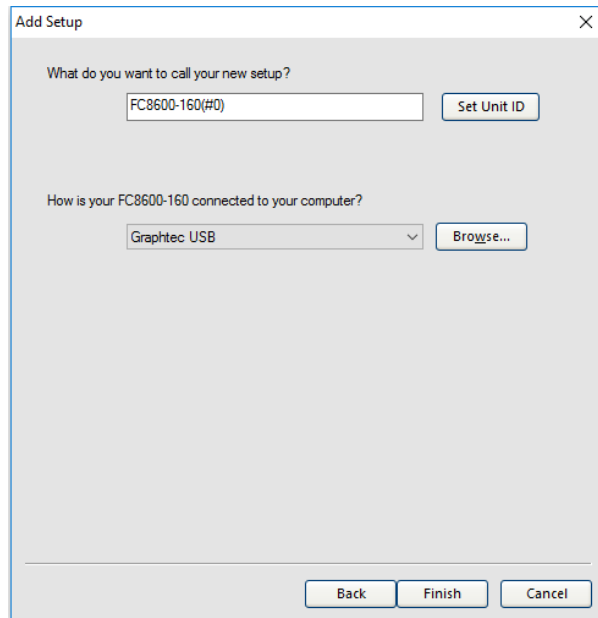 Add Setup
What do you want to call your new setup?
FC8600-160(#0)
Set Unit ID
How is your FC8600-160 connected to your computer?
Graphtec USB
Browse...
Back
Finish
Cancel